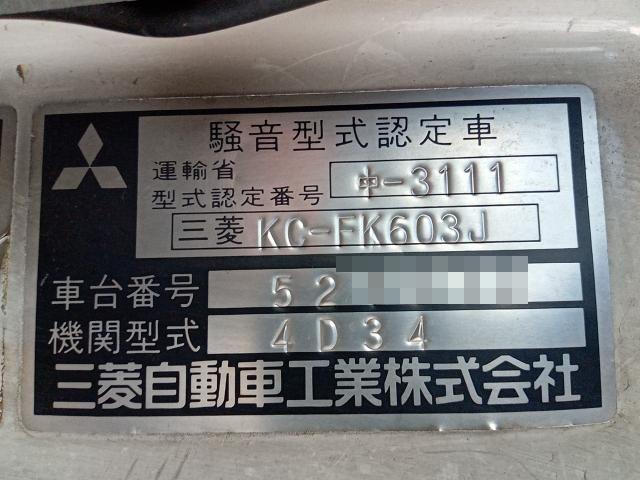 騒音型式認定車
運輸省
型式認定番号 中-3111
三菱 KC-FK603J
車台番号 52
機関型式 4D34
三菱自動車工業株式会社